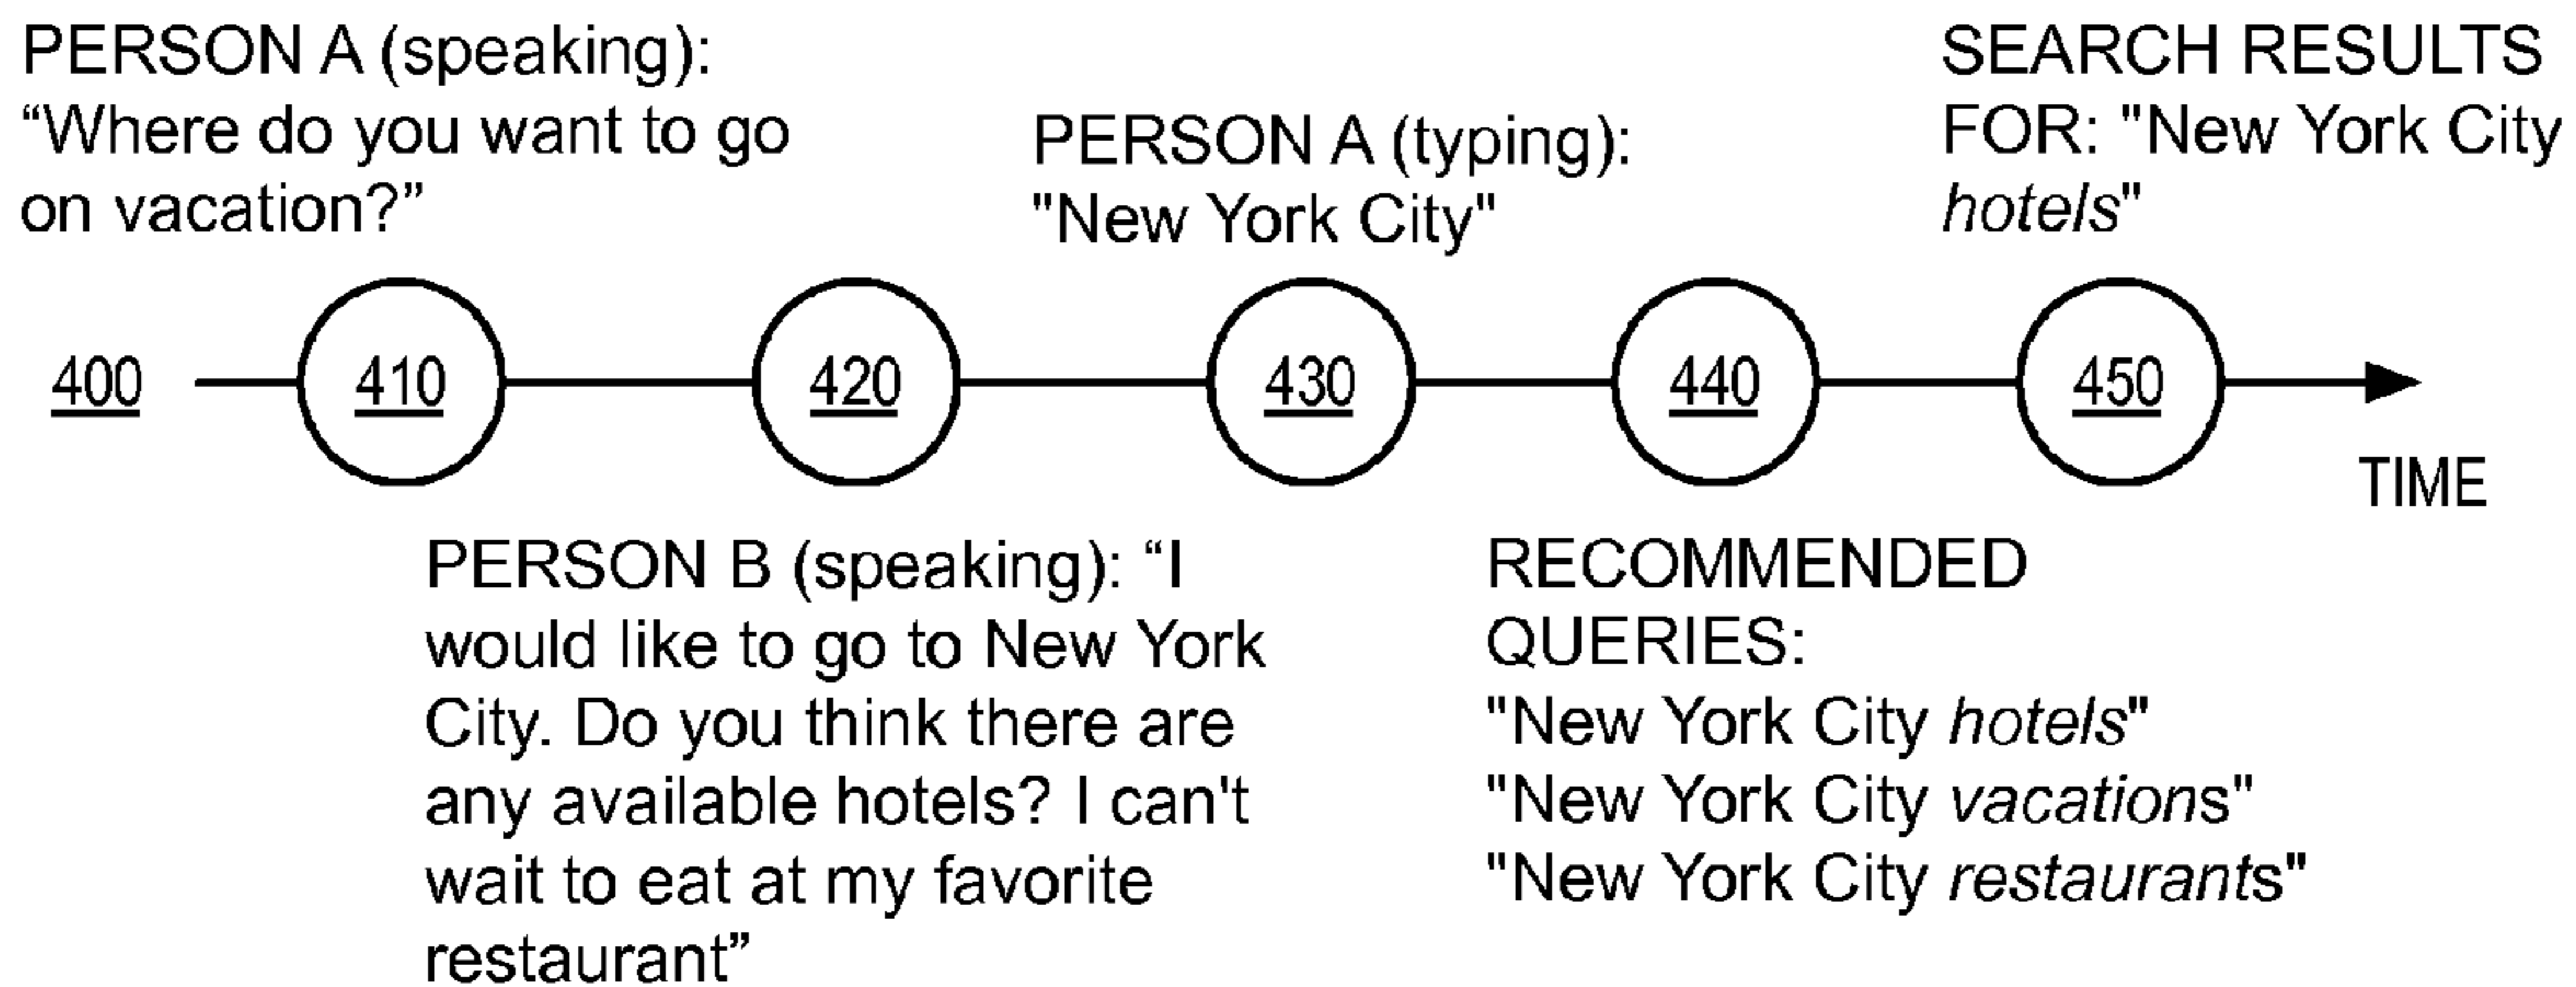 PERSON A (speaking):
“Where do you want to go
on vacation?”
PERSON A (typing):
"New York City"
SEARCH RESULTS
FOR: "New York City
hotels"
400
410
420
430
440
450
TIME
PERSON B (speaking): “I
would like to go to New York
City. Do you think there are
any available hotels? I can't
wait to eat at my favorite
restaurant”
RECOMMENDED
QUERIES:
"New York City hotels"
"New York City vacations"
"New York City restaurants"